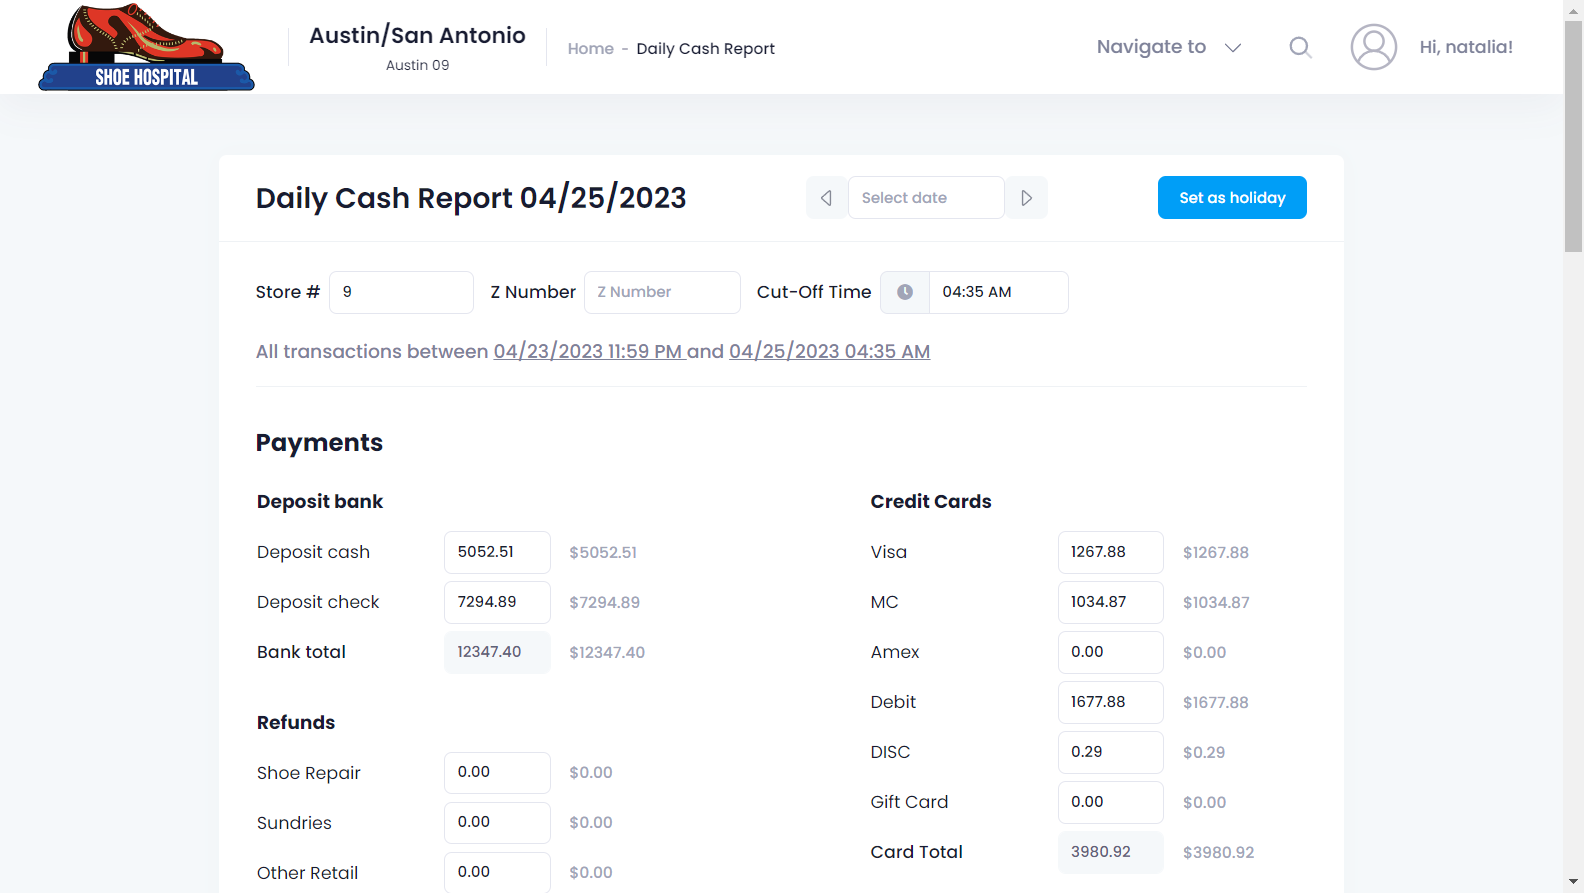 SHOE HOSPITAL
Austin/San Antonio
Austin 09
Home - Daily Cash Report
Navigate to
Hi, natalia!
Daily Cash Report 04/25/2023
Select date
Set as holiday
Store # 9 Z Number Z Number Cut-Off Time 04:35 AM
All transactions between 04/23/2023 11:59 PM and 04/25/2023 04:35 AM
Payments
Deposit bank
Deposit cash 5052.51 $5052.51
Deposit check 7294.89 $7294.89
Bank total 12347.40 $12347.40
Refunds
Shoe Repair 0.00 $0.00
Sundries 0.00 $0.00
Other Retail 0.00 $0.00
Credit Cards
Visa 1267.88 $1267.88
MC 1034.87 $1034.87
Amex 0.00 $0.00
Debit 1677.88 $1677.88
DISC 0.29 $0.29
Gift Card 0.00 $0.00
Card Total 3980.92 $3980.92